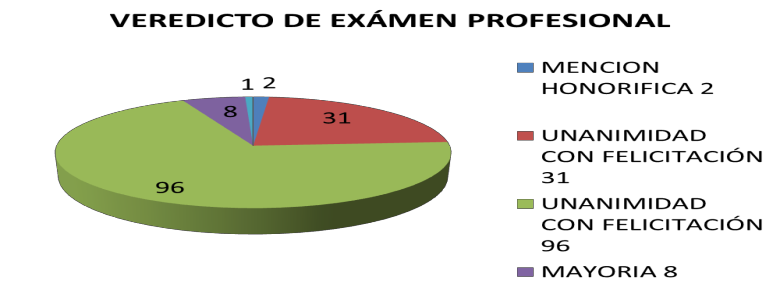 VEREDICTO DE EXÁMEN PROFESIONAL
1 2
8
31
96
MENCION
HONORIFICA 2
UNANIMIDAD
CON FELICITACIÓN
31
UNANIMIDAD
CON FELICITACIÓN
96
MAYORIA 8